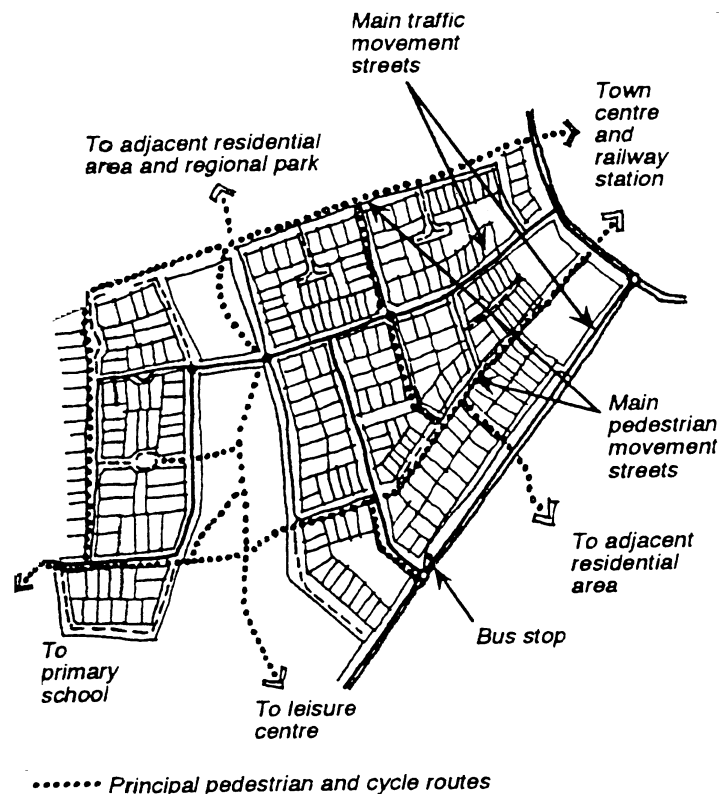 Main traffic
movement
streets
Town
centre
and
railway
station
To adjacent residential
area and regional park
Main
pedestrian
movement
streets
To adjacent
residential
area
Bus stop
To
primary
school
To leisure
centre
Principal pedestrian and cycle routes